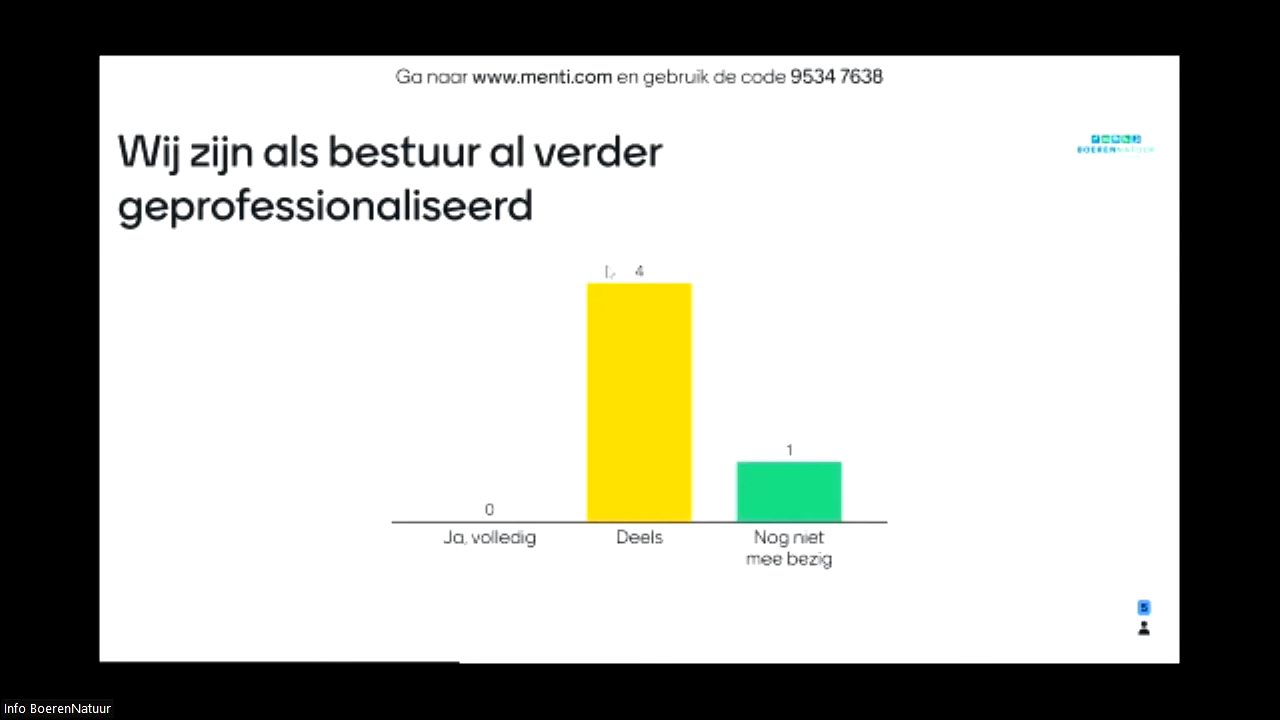 Ga naar www.menti.com en gebruik de code 9534 7638
Wij zijn als bestuur al verder
geprofessionaliseerd
BOERENNATUUR
4
1
0
Ja, volledig
Deels
Nog niet
mee bezig
5
Info BoerenNatuur